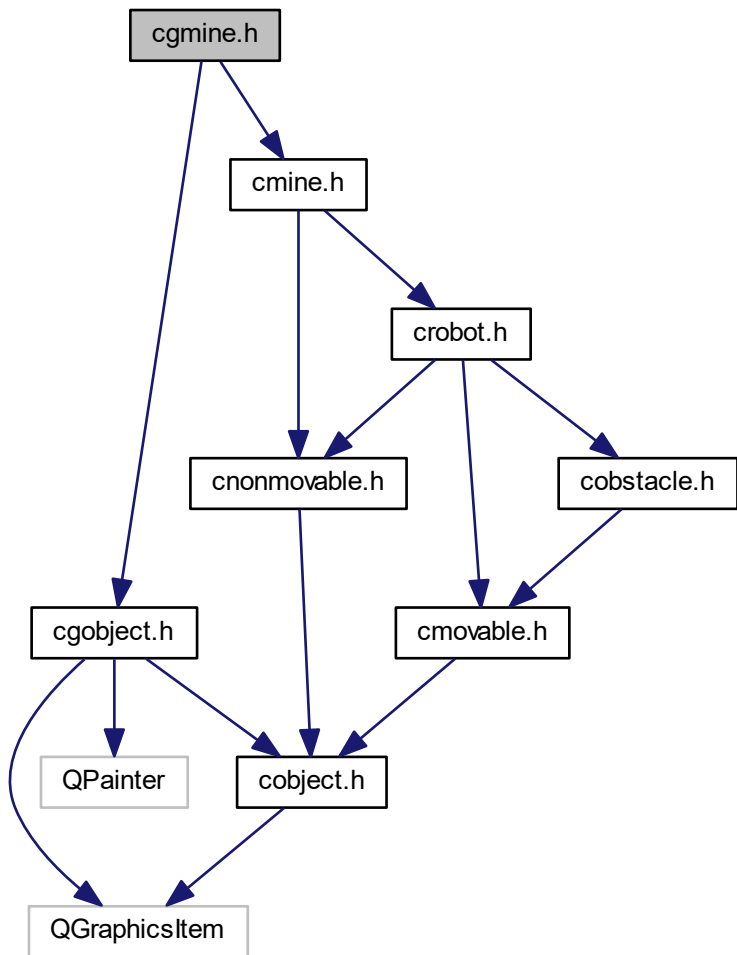 cgmine.h
cmine.h
crobot.h
cnonmovable.h
cobstacle.h
cgobject.h
cmovable.h
QPainter
cobject.h
QGraphicsItem